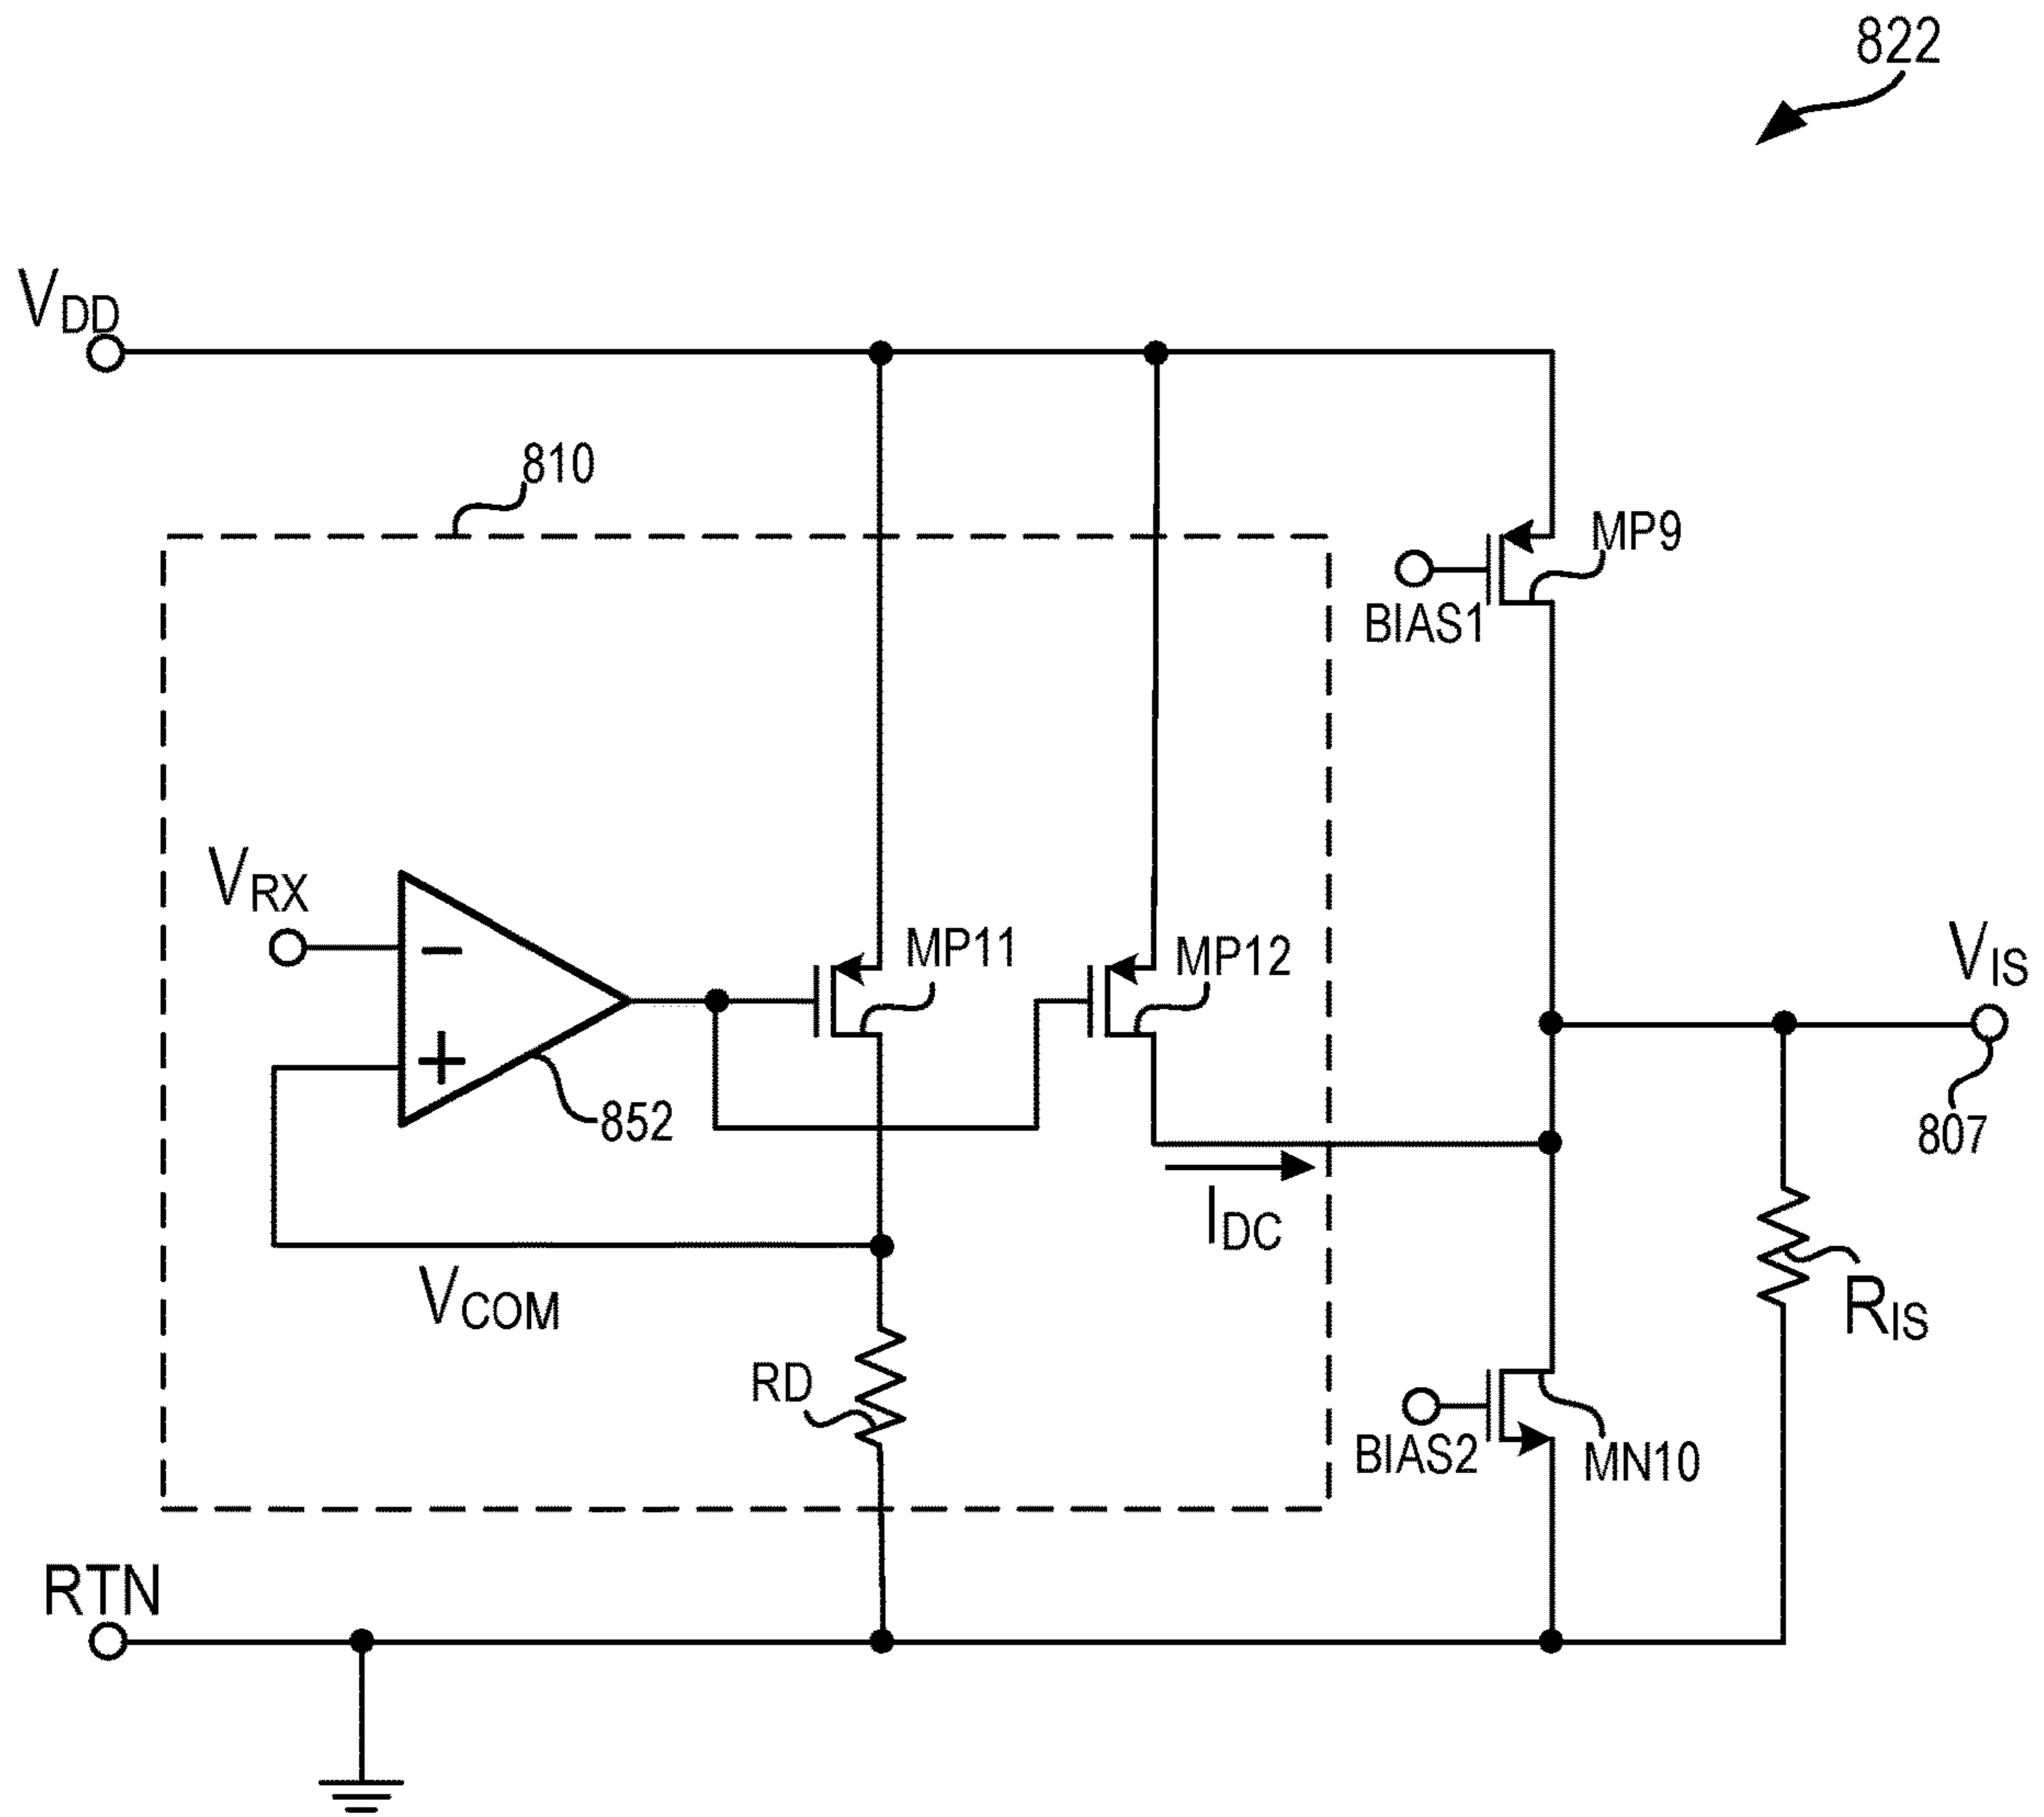 822
VDD
810
MP9
BIAS1
VRX
−
MP11
MP12
VIS
+
852
807
IDC
VCOM
RIS
RD
BIAS2
MN10
RTN